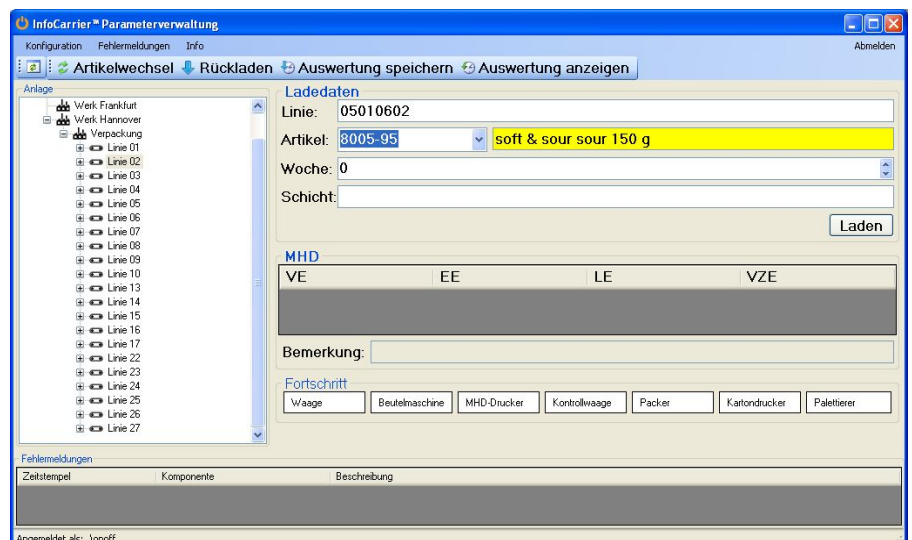 InfoCarrier™ Parameterverwaltung
Konfiguration Fehlermeldungen Info Abmelden
Artikelwechsel Rückladen Auswertung speichern Auswertung anzeigen
Anlage
Werk Frankfurt
Werk Hannover
Verpackung
Linie 01
Linie 02
Linie 03
Linie 04
Linie 05
Linie 06
Linie 07
Linie 08
Linie 09
Linie 10
Linie 13
Linie 14
Linie 15
Linie 16
Linie 17
Linie 22
Linie 23
Linie 24
Linie 25
Linie 26
Linie 27
Ladedaten
Linie: 05010602
Artikel: 8005-95 soft & sour sour 150 g
Woche: 0
Schicht:
Laden
MHD
VE EE LE VZE
Bemerkung:
Fortschritt
Waage Beutelmaschine MHD-Drucker Kontrollwaage Packer Kartondrucker Palettierer
Fehlermeldungen
Zeitstempel Komponente Beschreibung
Angemeldet als: .\onoff